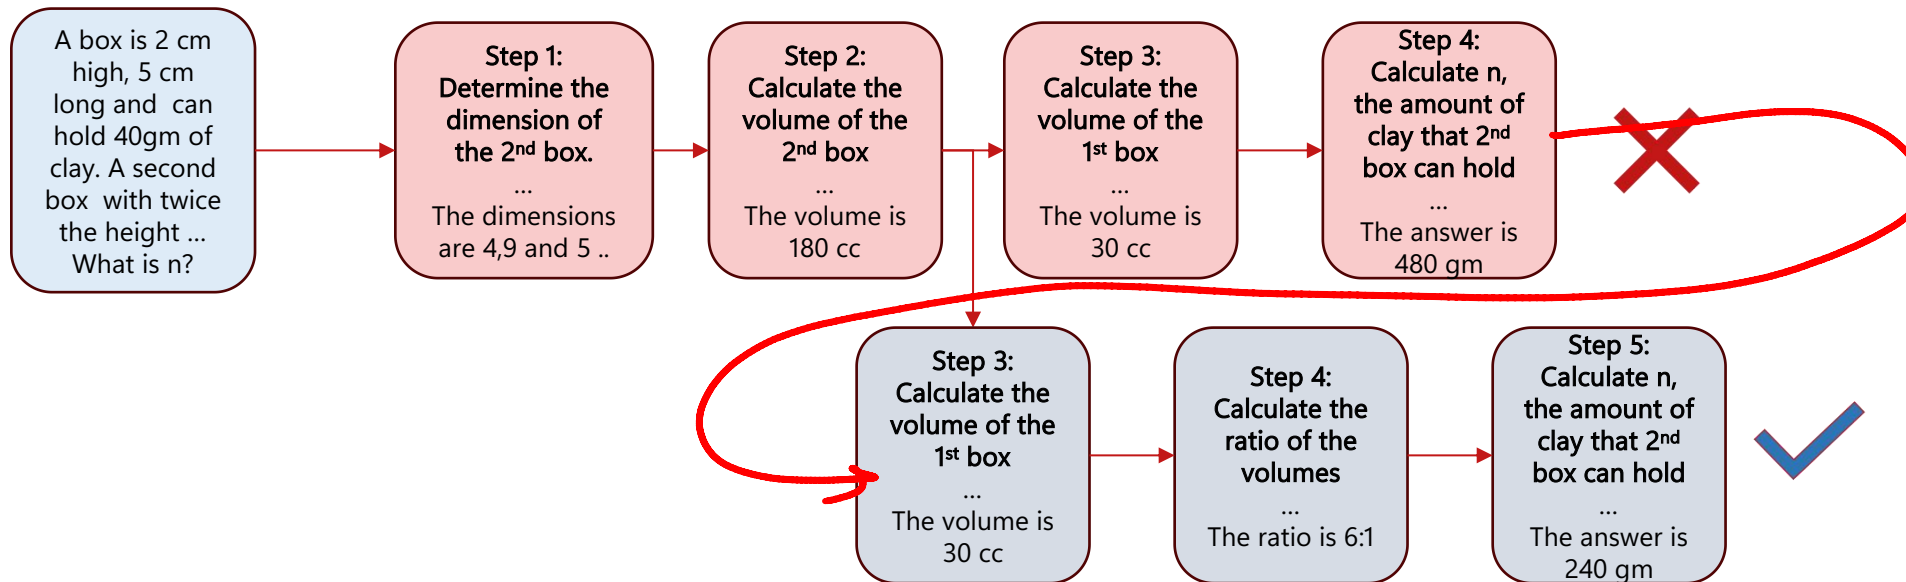 A box is 2 cm
high, 5 cm
long and can
hold 40gm of
clay. A second
box with twice
the height ...
What is n?
Step 1:
Determine the
dimension of
the 2nd box.
...
The dimensions
are 4,9 and 5 ..
Step 2:
Calculate the
volume of the
2nd box
...
The volume is
180 cc
Step 3:
Calculate the
volume of the
1st box
...
The volume is
30 cc
Step 4:
Calculate n,
the amount of
clay that 2nd
box can hold
...
The answer is
480 gm
Step 3:
Calculate the
volume of the
1st box
...
The volume is
30 cc
Step 4:
Calculate the
ratio of the
volumes
...
The ratio is 6:1
Step 5:
Calculate n,
the amount of
clay that 2nd
box can hold
...
The answer is
240 gm